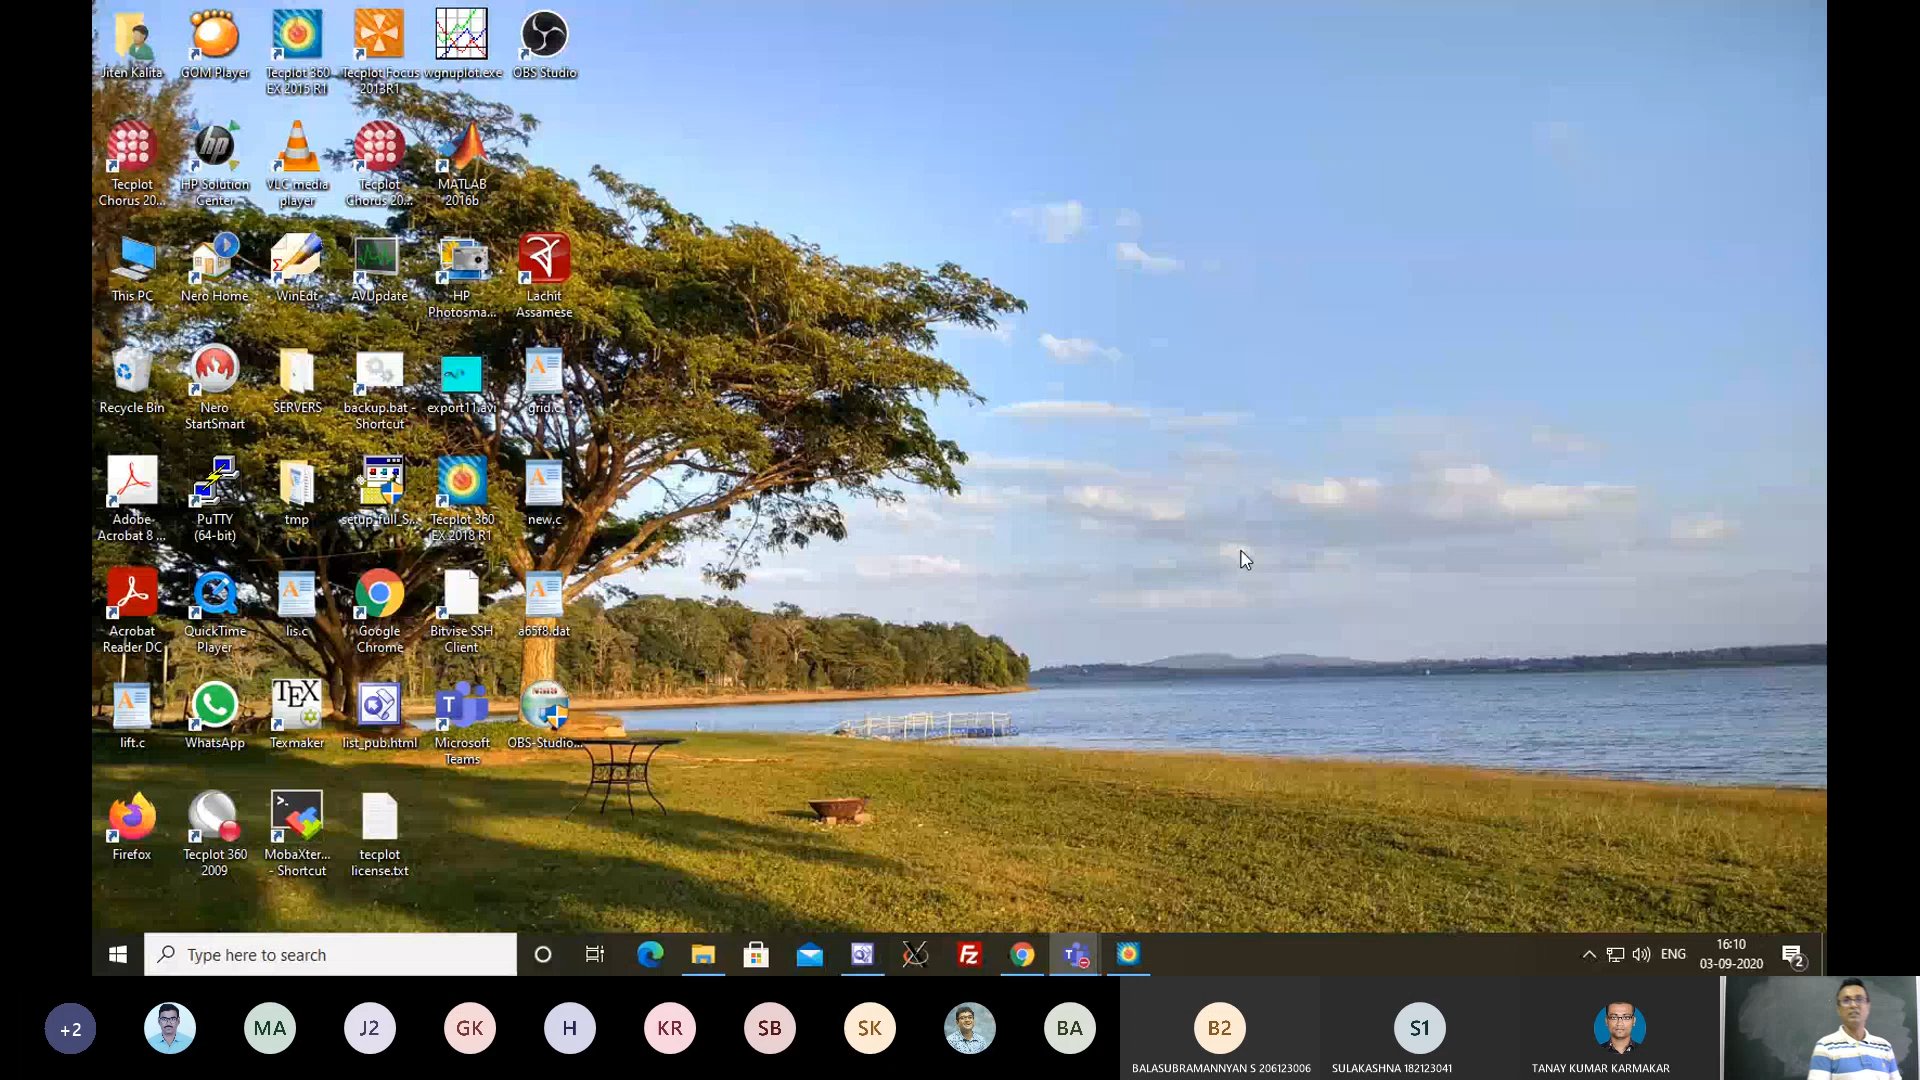 Jiten Kalita
GOM Player
Tecplot 360
EX 2015 R1
Tecplot Focus
2013R1
wgnuplot.exe
OBS Studio
Tecplot
Chorus 20...
HP Solution
Center
VLC media
player
Tecplot
Chorus 20...
MATLAB
2016b
This PC
Nero Home
WinEdt
AVUpdate
HP
Photosma...
Lachit
Assamese
Recycle Bin
Nero
StartSmart
SERVERS
backup.bat -
Shortcut
export11.avi
grid.c
Adobe
Acrobat 8 ...
PuTTY
(64-bit)
tmp
setup_full_S...
Tecplot 360
EX 2018 R1
new.c
Acrobat
Reader DC
QuickTime
Player
lis.c
Google
Chrome
Bitvise SSH
Client
a65f8.dat
lift.c
WhatsApp
TEX
Texmaker
list_pub.html
T
Microsoft
Teams
OBS-Studio...
Firefox
Tecplot 360
2009
MobaXter...
- Shortcut
tecplot
license.txt
Type here to search
ENG
16:10
03-09-2020
2
+2
MA
J2
GK
H
KR
SB
SK
BA
B2
BALASUBRAMANNYAN S 206123006
S1
SULAKASHNA 182123041
TANAY KUMAR KARMAKAR